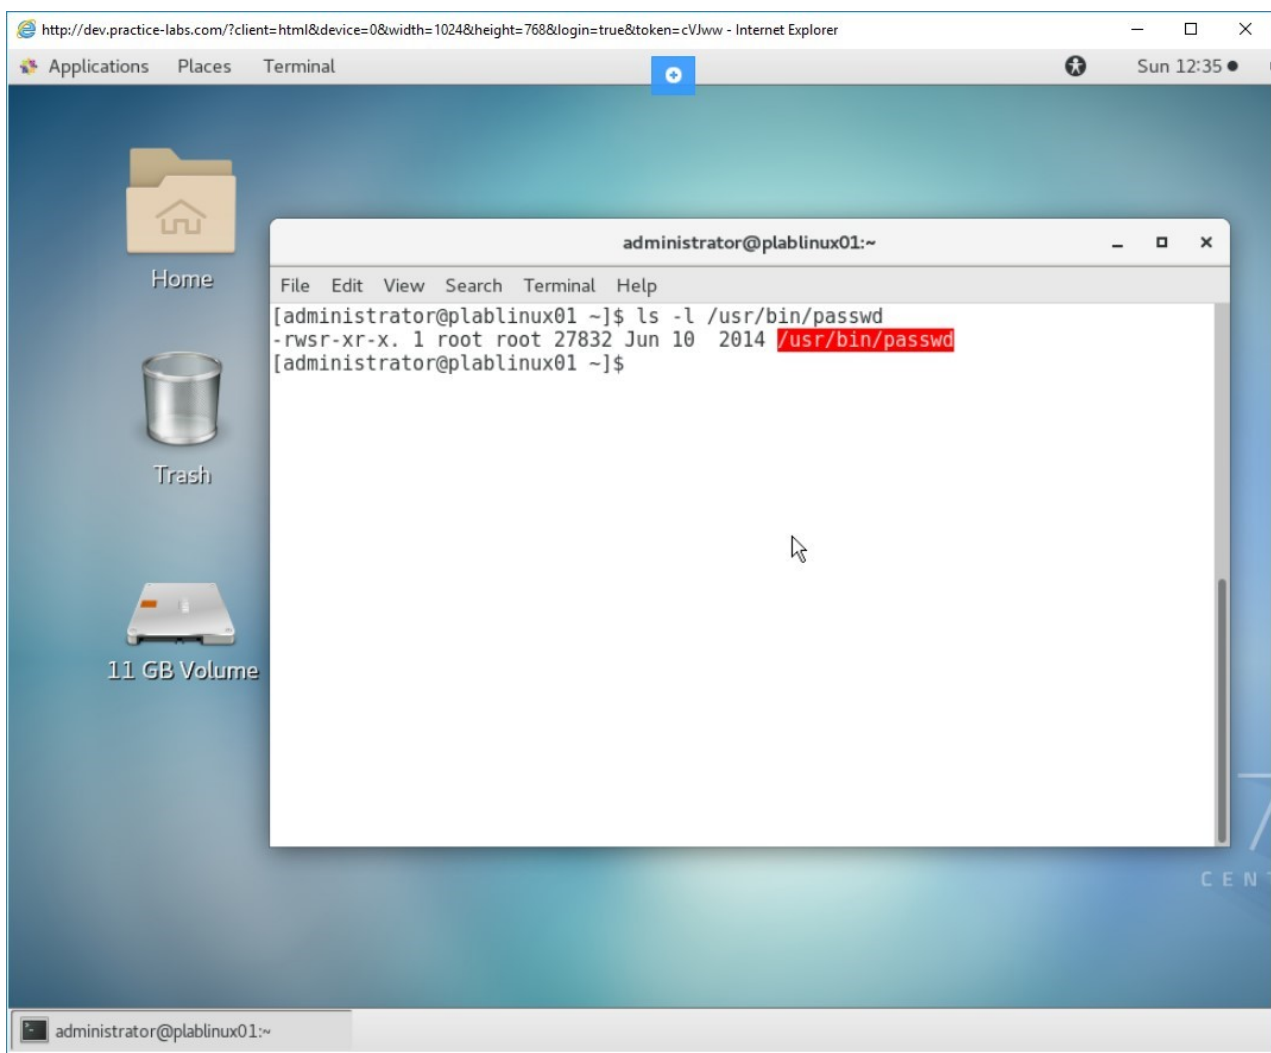 http://dev.practice-labs.com/?client=html&device=0&width=1024&height=768&login=true&token=cVJww - Internet Explorer
Applications Places Terminal Sun 12:35
Home
Trash
11 GB Volume
administrator@plablinux01:~
File Edit View Search Terminal Help
[administrator@plablinux01 ~]$ ls -l /usr/bin/passwd
-rwsr-xr-x. 1 root root 27832 Jun 10  2014 /usr/bin/passwd
[administrator@plablinux01 ~]$
7
CENT
administrator@plablinux01:~